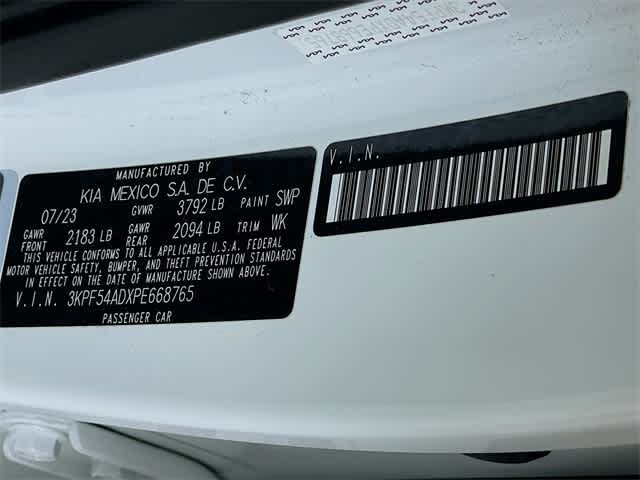 MANUFACTURED BY
KIA MEXICO S.A. DE C.V.
07/23 GVWR 3792 LB PAINT SWP
GAWR FRONT 2183 LB GAWR REAR 2094 LB TRIM WK
THIS VEHICLE CONFORMS TO ALL APPLICABLE U.S.A. FEDERAL
MOTOR VEHICLE SAFETY, BUMPER, AND THEFT PREVENTION STANDARDS
IN EFFECT ON THE DATE OF MANUFACTURE SHOWN ABOVE.
V.I.N. 3KPF54ADXPE668765
PASSENGER CAR
V.I.N.